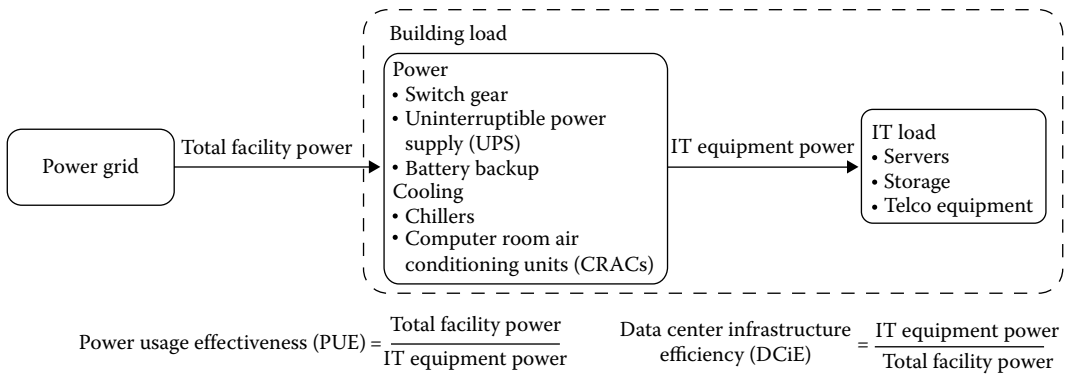 Building load
Power
• Switch gear
• Uninterruptible power
supply (UPS)
• Battery backup
Cooling
• Chillers
• Computer room air
conditioning units (CRACs)
Power grid
Total facility power
IT equipment power
IT load
• Servers
• Storage
• Telco equipment
Power usage effectiveness (PUE) = Total facility power
IT equipment power
Data center infrastructure
efficiency (DCiE)
= IT equipment power
Total facility power